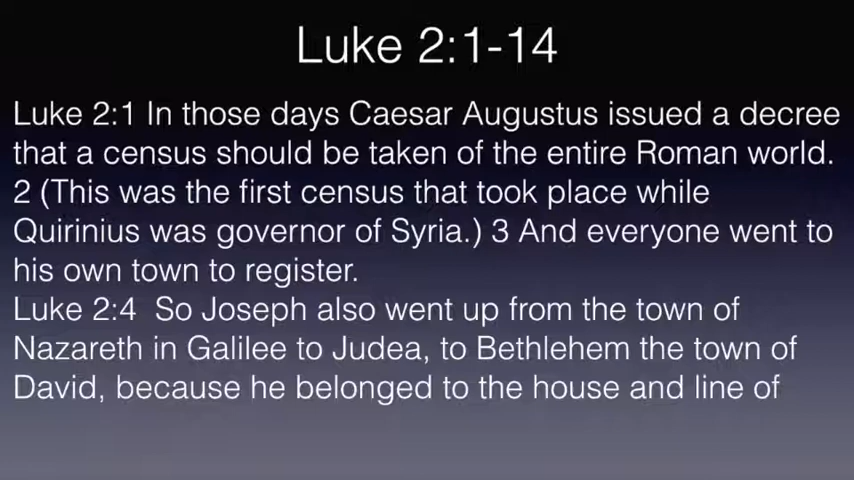 Luke 2:1-14
Luke 2:1 In those days Caesar Augustus issued a decree
that a census should be taken of the entire Roman world.
2 (This was the first census that took place while
Quirinius was governor of Syria.) 3 And everyone went to
his own town to register.
Luke 2:4  So Joseph also went up from the town of
Nazareth in Galilee to Judea, to Bethlehem the town of
David, because he belonged to the house and line of